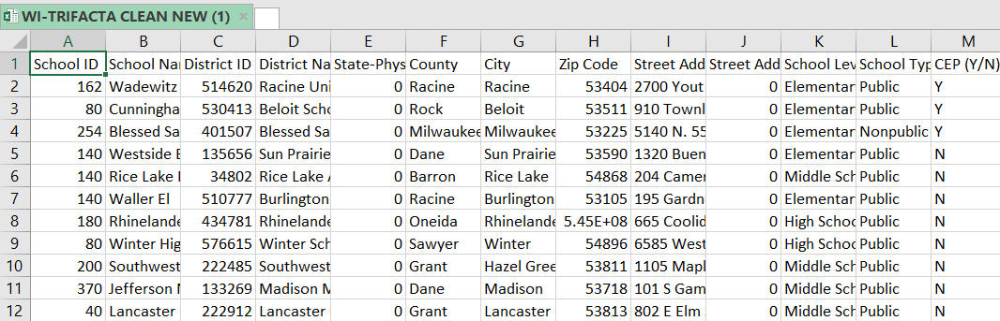 WI-TRIFACTA CLEAN NEW (1) ×
A B C D E F G H I J K L M
1 School ID School Na District ID District Na State-Phys County City Zip Code Street Add Street Add School Lev School Typ CEP (Y/N)
2 162 Wadewitz 514620 Racine Uni 0 Racine Racine 53404 2700 Yout 0 Elementar Public Y
3 80 Cunningha 530413 Beloit Scho 0 Rock Beloit 53511 910 Townl 0 Elementar Public Y
4 254 Blessed Sa 401507 Blessed Sa 0 Milwaukee Milwaukee 53225 5140 N. 55 0 Elementar Nonpublic Y
5 140 Westside E 135656 Sun Prairie 0 Dane Sun Prairie 53590 1320 Buen 0 Elementar Public N
6 140 Rice Lake 34802 Rice Lake 0 Barron Rice Lake 54868 204 Camer 0 Middle Sch Public N
7 140 Waller El 510777 Burlington 0 Racine Burlington 53105 195 Gardn 0 Elementar Public N
8 180 Rhinelande 434781 Rhinelande 0 Oneida Rhinelande 5.45E+08 665 Coolid 0 High Schoo Public N
9 80 Winter Hig 576615 Winter Sch 0 Sawyer Winter 54896 6585 West 0 High Schoo Public N
10 200 Southwest 222485 Southwest 0 Grant Hazel Gree 53811 1105 Mapl 0 Middle Sch Public N
11 370 Jefferson 133269 Madison M 0 Dane Madison 53718 101 S Gam 0 Middle Sch Public N
12 40 Lancaster 222912 Lancaster 0 Grant Lancaster 53813 802 E Elm 0 Middle Sch Public N